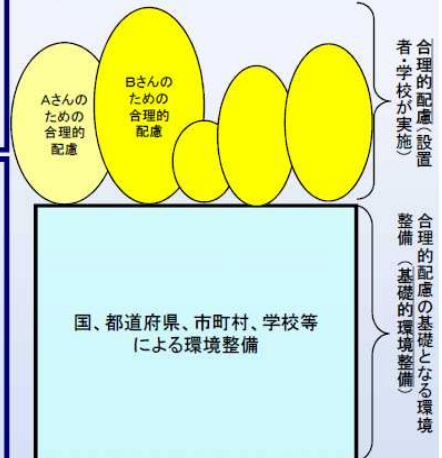 Aさんの
ための
合理的
配慮
Bさんの
ための
合理的
配慮
合理的配慮(設置
者・学校が実施)
国、都道府県、市町村、学校等
による環境整備
合理的配慮の基礎となる環境
整備(基礎的環境整備)